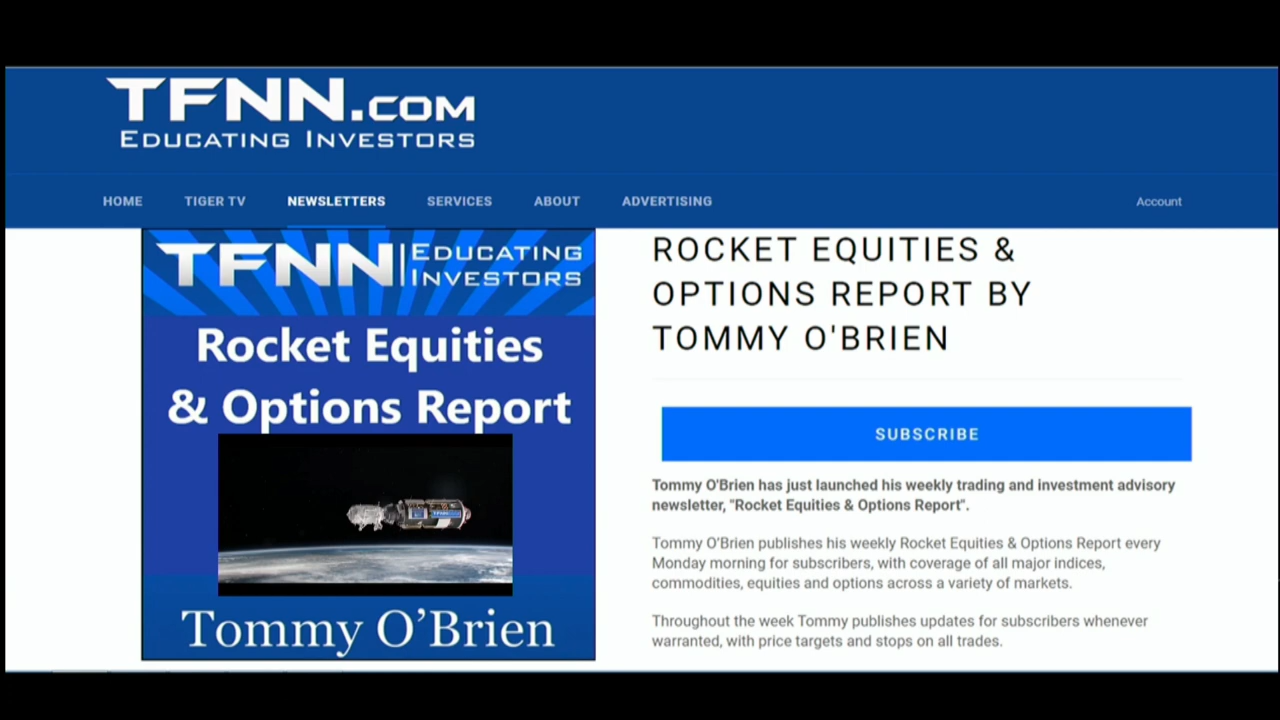 TFNN.COM
EDUCATING INVESTORS
HOME TIGER TV NEWSLETTERS SERVICES ABOUT ADVERTISING Account
TFNN EDUCATING
INVESTORS
Rocket Equities
& Options Report
TFNN
Tommy O’Brien
ROCKET EQUITIES &
OPTIONS REPORT BY
TOMMY O'BRIEN
SUBSCRIBE
Tommy O'Brien has just launched his weekly trading and investment advisory
newsletter, "Rocket Equities & Options Report".
Tommy O’Brien publishes his weekly Rocket Equities & Options Report every
Monday morning for subscribers, with coverage of all major indices,
commodities, equities and options across a variety of markets.
Throughout the week Tommy publishes updates for subscribers whenever
warranted, with price targets and stops on all trades.